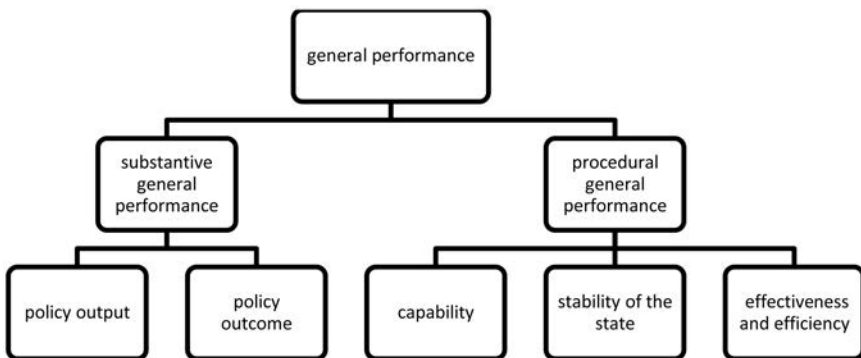 general performance
substantive
general
performance
procedural
general
performance
policy output
policy
outcome
capability
stability of the
state
effectiveness
and efficiency